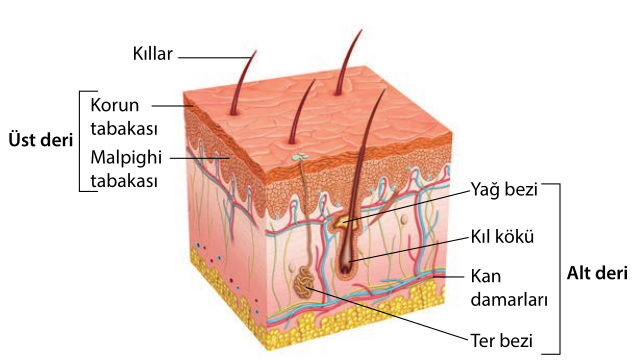 Kıllar
Üst deri
Korun
tabakası
Malpighi
tabakası
Yağ bezi
Kıl kökü
Kan
damarları
Ter bezi
Alt deri